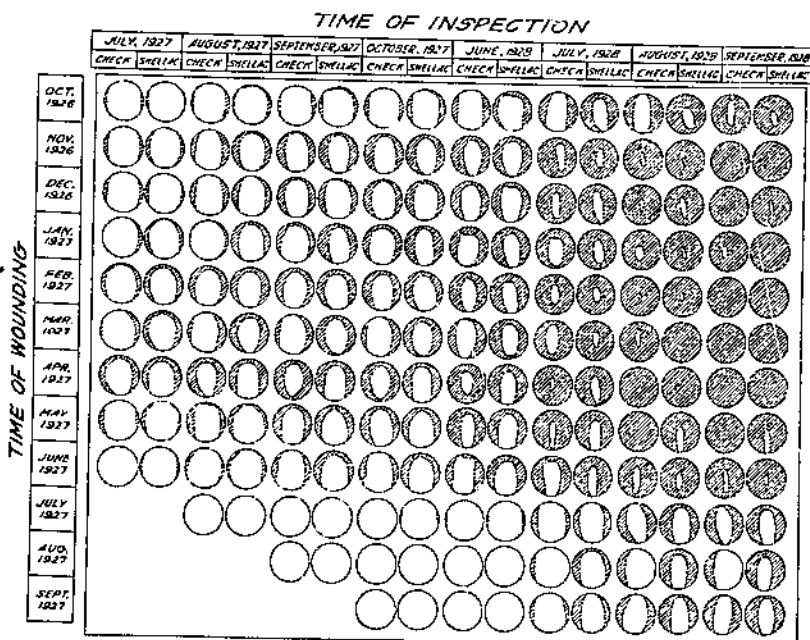 TIME OF INSPECTION
JULY, 1927 AUGUST, 1927 SEPTEMBER, 1927 OCTOBER, 1927 JUNE, 1928 JULY, 1928 AUGUST, 1928 SEPTEMBER, 1928
CHECK SHELLAC CHECK SHELLAC CHECK SHELLAC CHECK SHELLAC CHECK SHELLAC CHECK SHELLAC CHECK SHELLAC CHECK SHELLAC
TIME OF WOUNDING
OCT.
1926
NOV.
1926
DEC.
1926
JAN.
1927
FEB.
1927
MAR.
1927
APR.
1927
MAY
1927
JUNE
1927
JULY
1927
AUG.
1927
SEPT.
1927